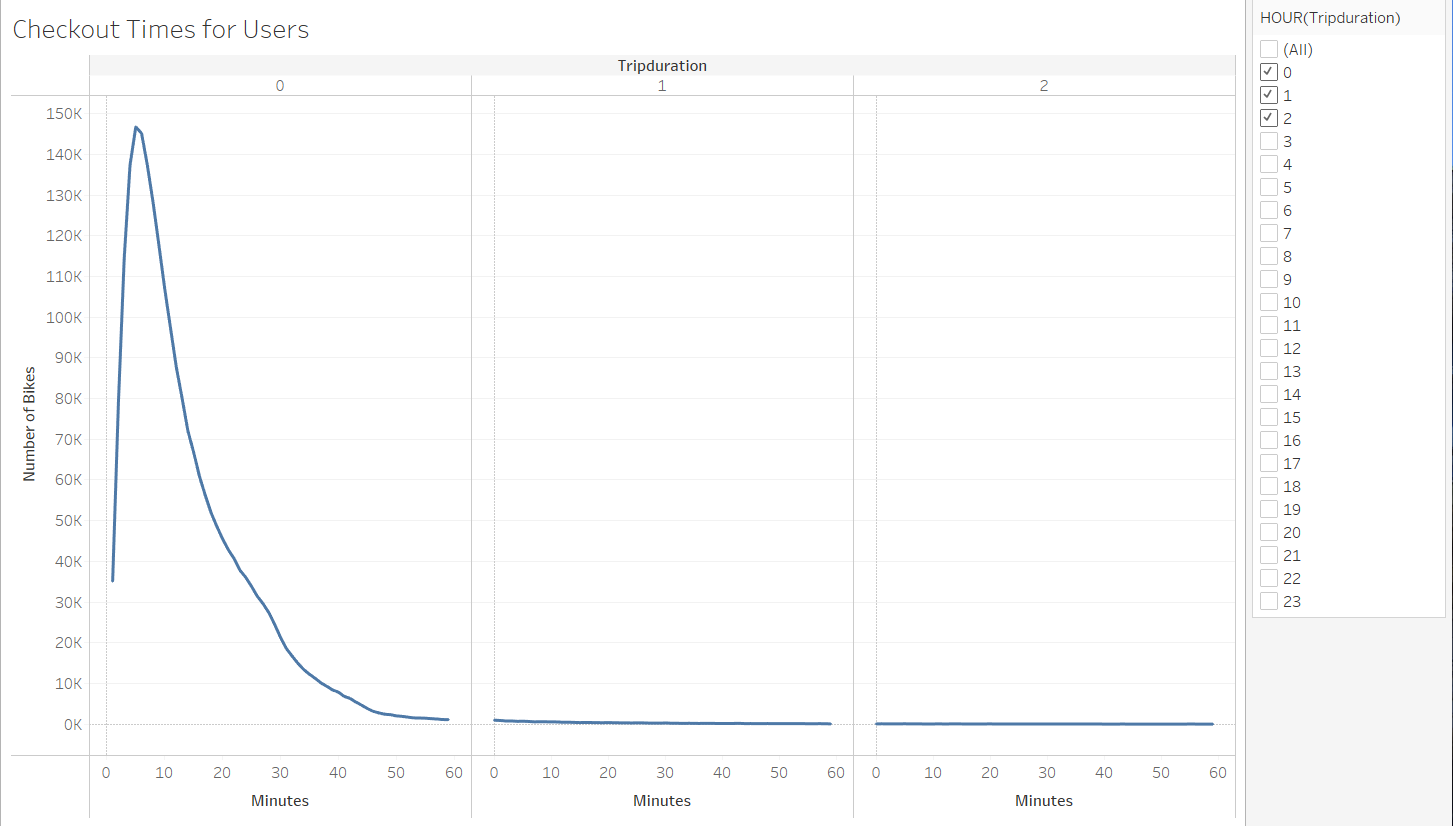 Checkout Times for Users
Tripduration
0 1 2
150K
140K
130K
120K
110K
100K
90K
80K
70K
60K
50K
40K
30K
20K
10K
0K
Number of Bikes
0 10 20 30 40 50 60 0 10 20 30 40 50 60 0 10 20 30 40 50 60
Minutes Minutes Minutes
HOUR(Tripduration)
(All)
0
1
2
3
4
5
6
7
8
9
10
11
12
13
14
15
16
17
18
19
20
21
22
23